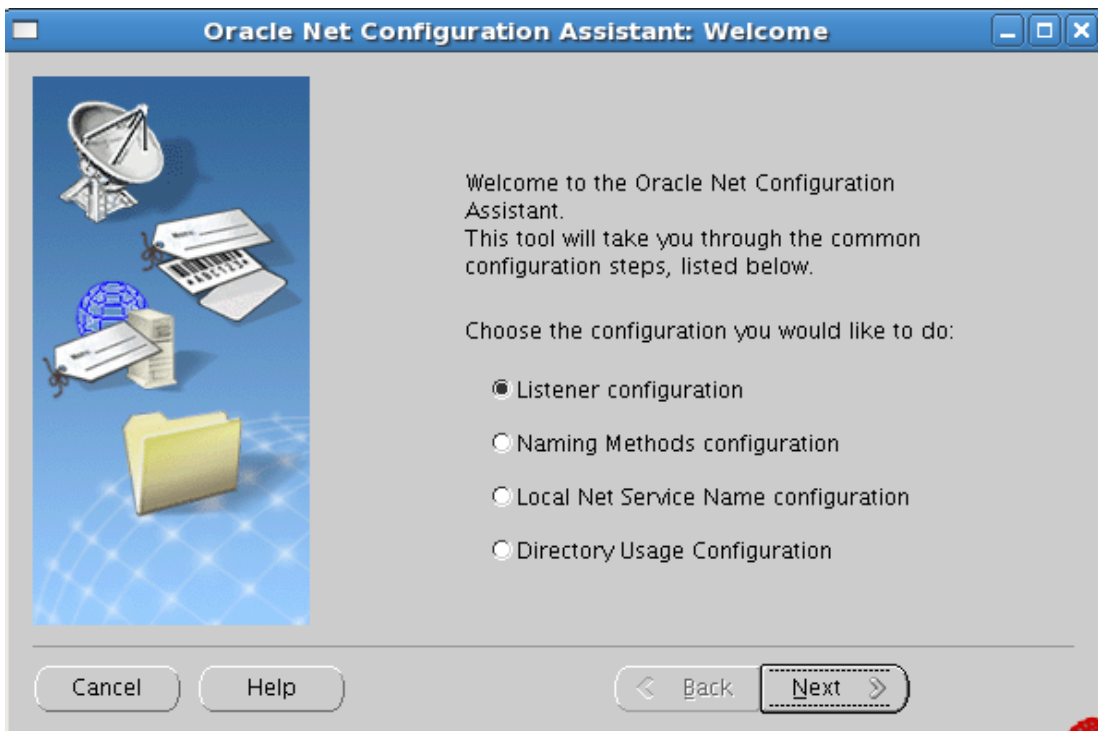 Oracle Net Configuration Assistant: Welcome
Welcome to the Oracle Net Configuration
Assistant.
This tool will take you through the common
configuration steps, listed below.
Choose the configuration you would like to do:
Listener configuration
Naming Methods configuration
Local Net Service Name configuration
Directory Usage Configuration
Cancel
Help
Back
Next